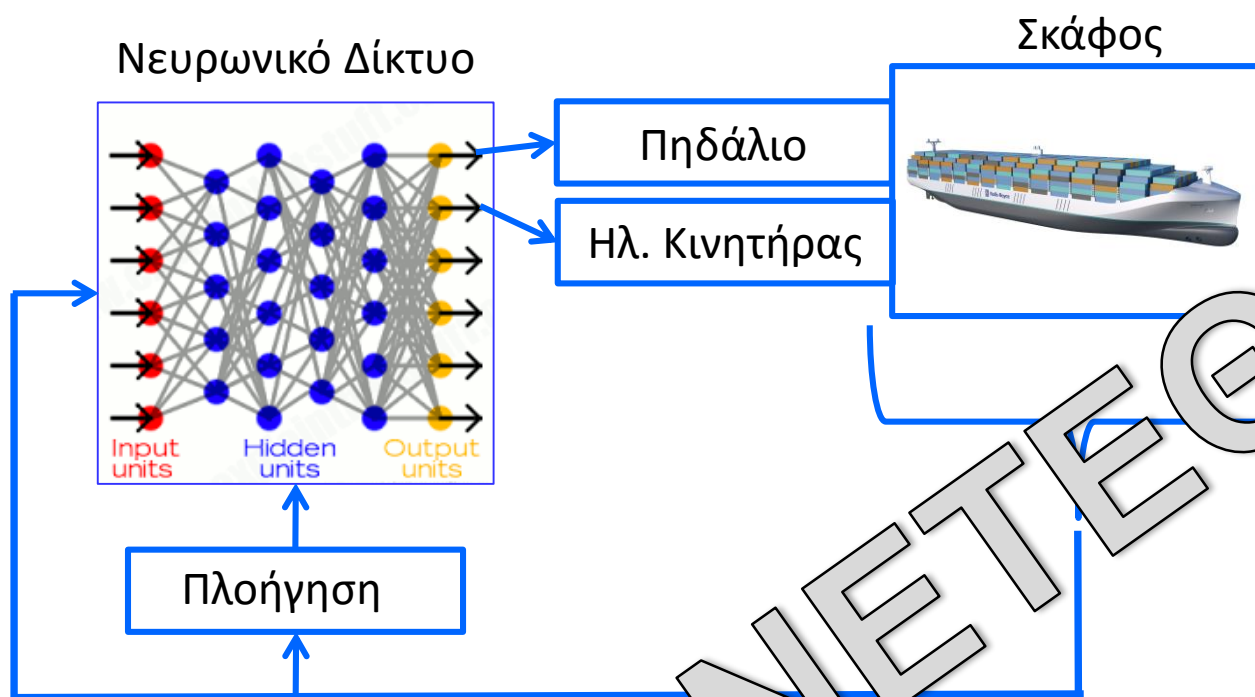 Σκάφος
Νευρωνικό Δίκτυο
Πηδάλιο
Ηλ. Κινητήρας
Input
units
Hidden
units
Output
units
Πλοήγηση